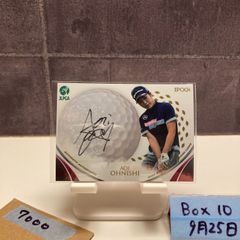 JLPGA
EPOCH
AOI
OHNISHI
7000
Box 10
9月25日